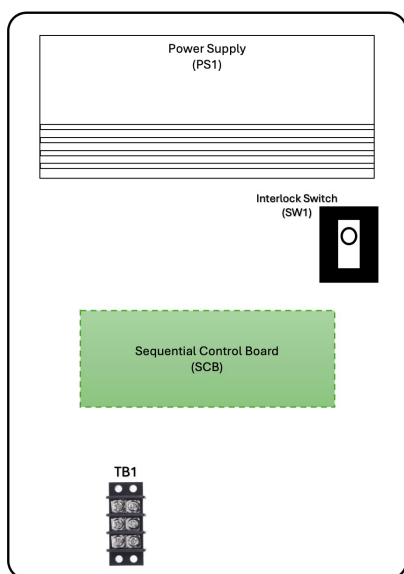 Power Supply
(PS1)
Interlock Switch
(SW1)
Sequential Control Board
(SCB)
TB1